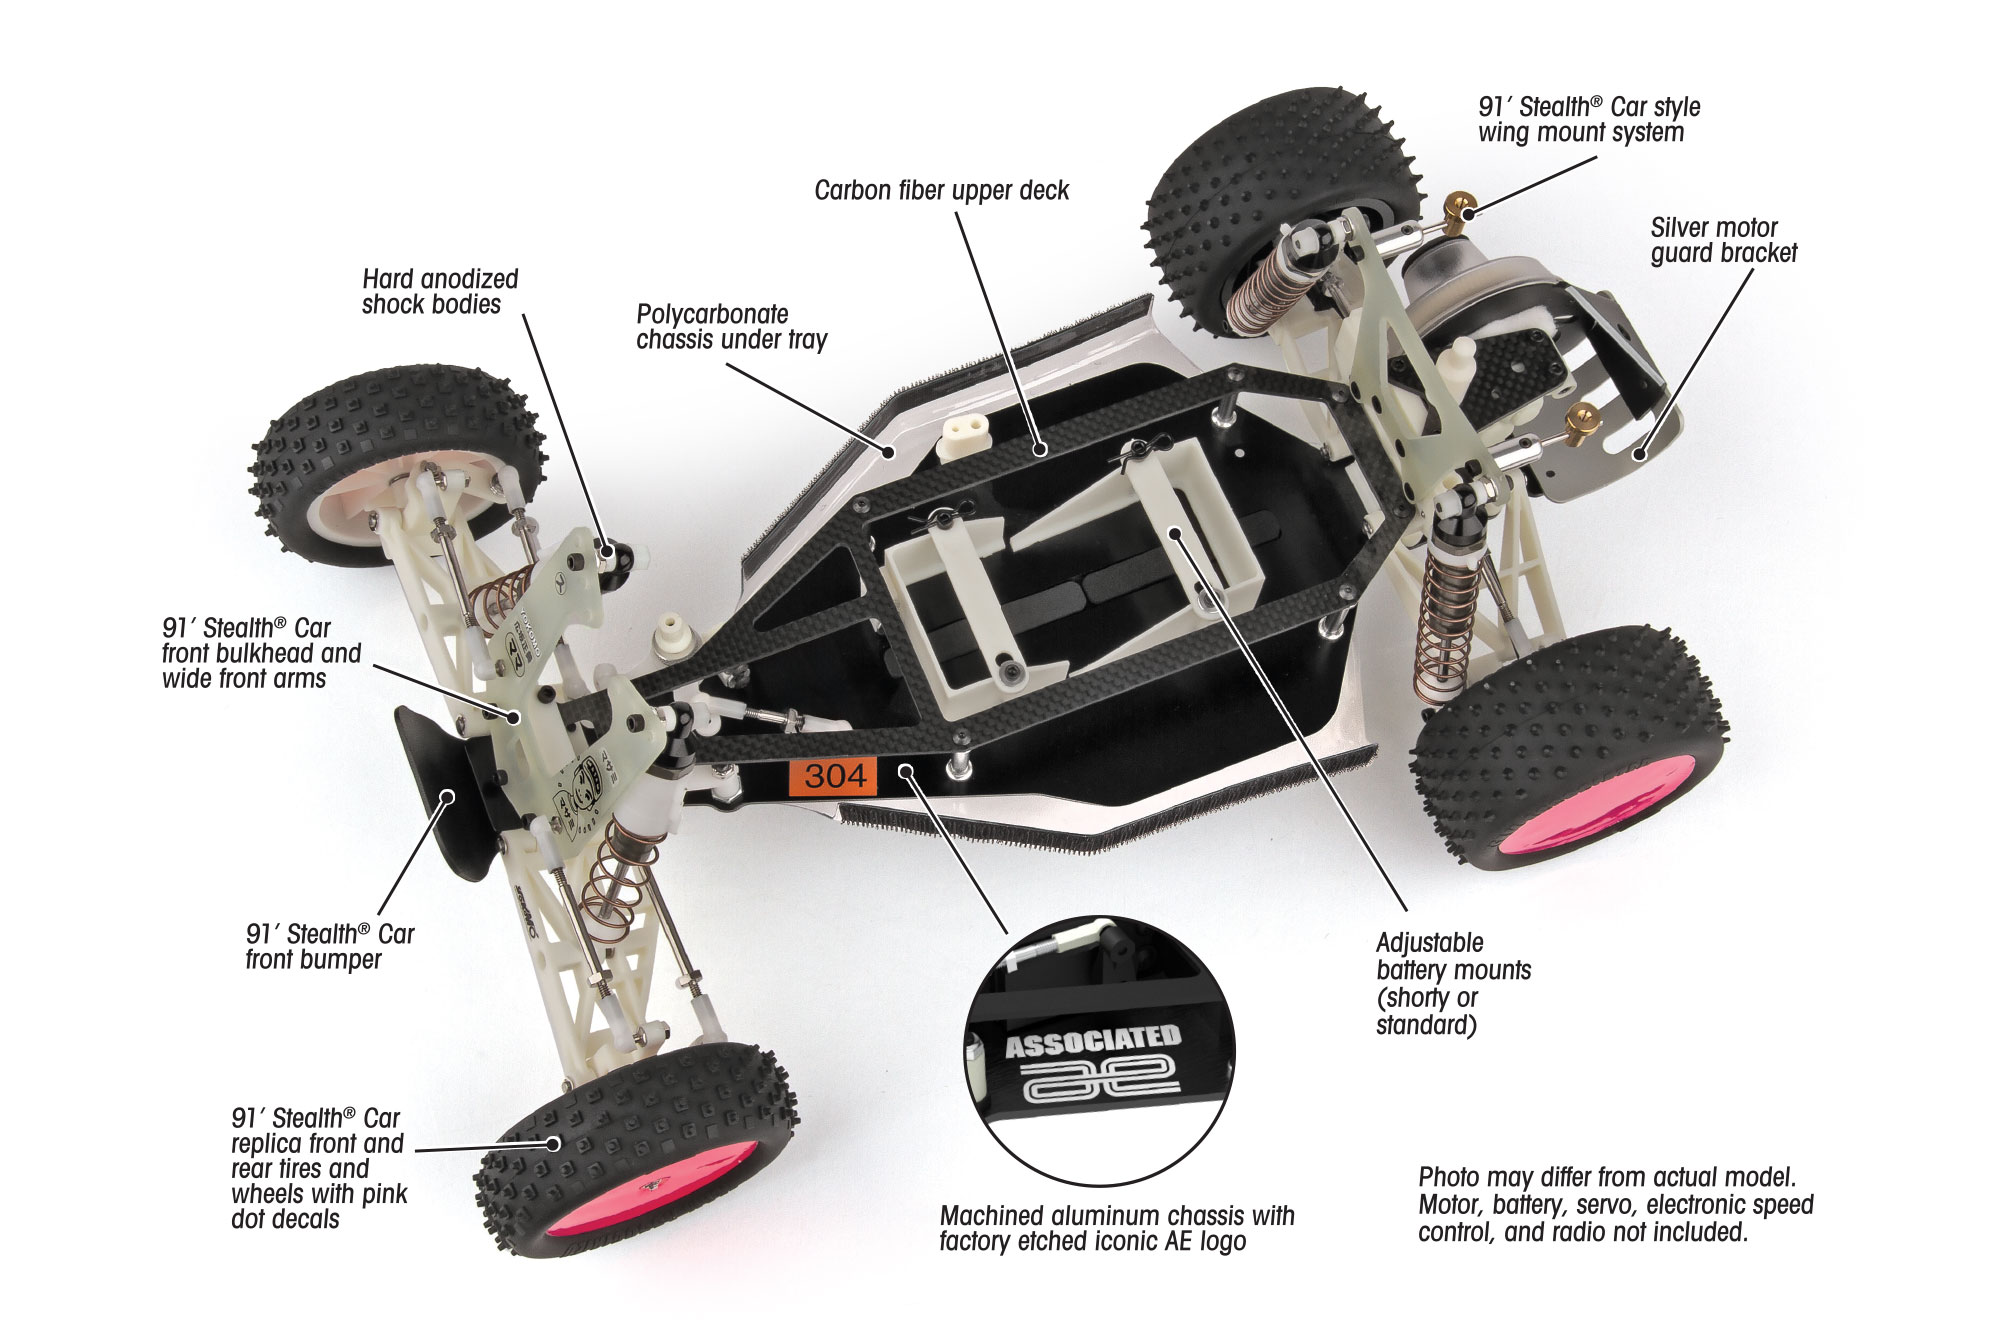 91′ Stealth® Car style
wing mount system
Carbon fiber upper deck
Silver motor
guard bracket
Hard anodized
shock bodies
Polycarbonate
chassis under tray
91′ Stealth® Car
front bulkhead and
wide front arms
YOKOMO
304
91′ Stealth® Car
front bumper
YOKOMO
Adjustable
battery mounts
(shorty or
standard)
ASSOCIATED
AE
91′ Stealth® Car
replica front and
rear tires and
wheels with pink
dot decals
Machined aluminum chassis with
factory etched iconic AE logo
Photo may differ from actual model.
Motor, battery, servo, electronic speed
control, and radio not included.